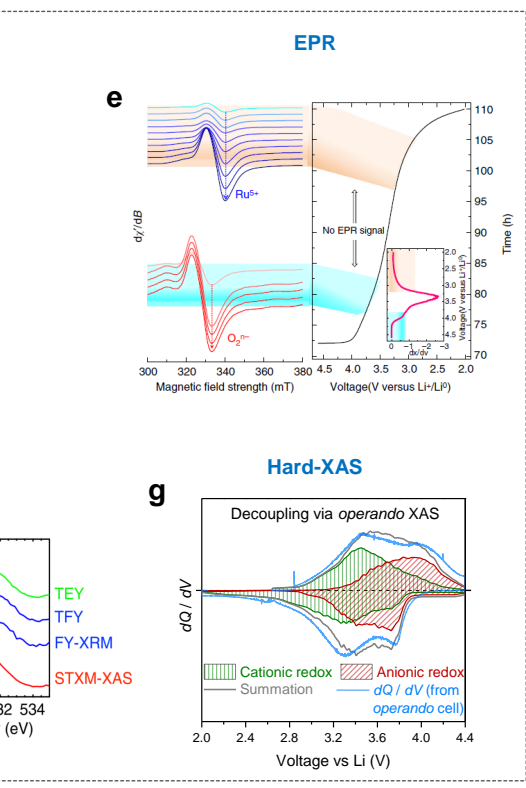 EPR
e
Ru⁵⁺
No EPR signal
O₂ⁿ⁻
dχ′/dB
300 320 340 360 380
Magnetic field strength (mT)
4.5 4.0 3.5 3.0 2.5 2.0
Voltage(V versus Li⁺/Li⁰)
110
105
100
95
90
85
80
75
70
Time (h)
2.0
2.5
3.0
3.5
4.0
4.5
Voltage(V versus Li⁺/Li⁰)
0 −1 −2 −3
dx/dv
TEY
TFY
FY-XRM
STXM-XAS
32 534
(eV)
Hard-XAS
g
Decoupling via operando XAS
dQ / dV
Cationic redox
Anionic redox
Summation
dQ / dV (from
operando cell)
2.0 2.4 2.8 3.2 3.6 4.0 4.4
Voltage vs Li (V)